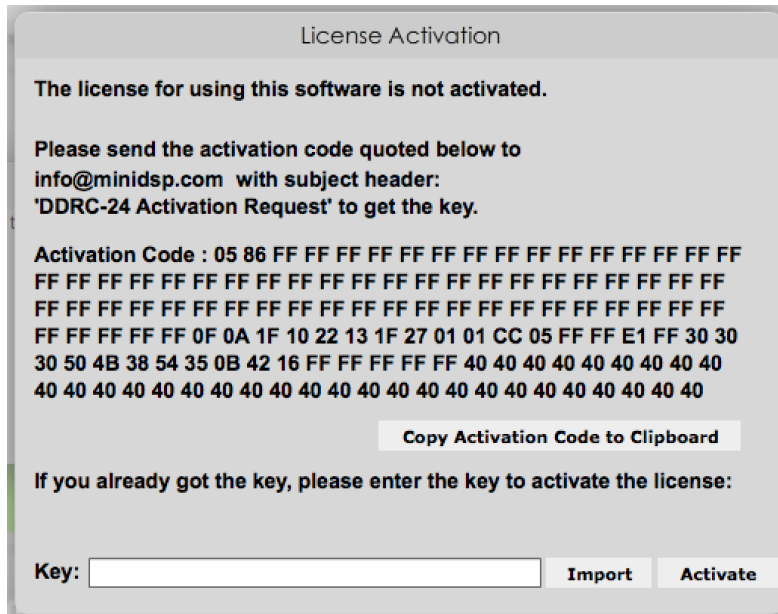 License Activation
The license for using this software is not activated.
Please send the activation code quoted below to
info@minidsp.com  with subject header:
'DDRC-24 Activation Request' to get the key.
Activation Code : 05 86 FF FF FF FF FF FF FF FF FF FF FF FF FF FF FF
FF FF FF FF FF FF FF FF FF FF FF FF FF FF FF FF FF FF FF FF FF FF
FF FF FF FF FF FF FF FF FF FF FF FF FF FF FF FF FF FF FF FF FF FF
FF FF FF FF FF FF 0F 0A 1F 10 22 13 1F 27 01 01 CC 05 FF FF E1 FF 30 30
30 50 4B 38 54 35 0B 42 16 FF FF FF FF FF 40 40 40 40 40 40 40 40 40
40 40 40 40 40 40 40 40 40 40 40 40 40 40 40 40 40 40 40 40 40 40 40
Copy Activation Code to Clipboard
If you already got the key, please enter the key to activate the license:
Key:
Import
Activate